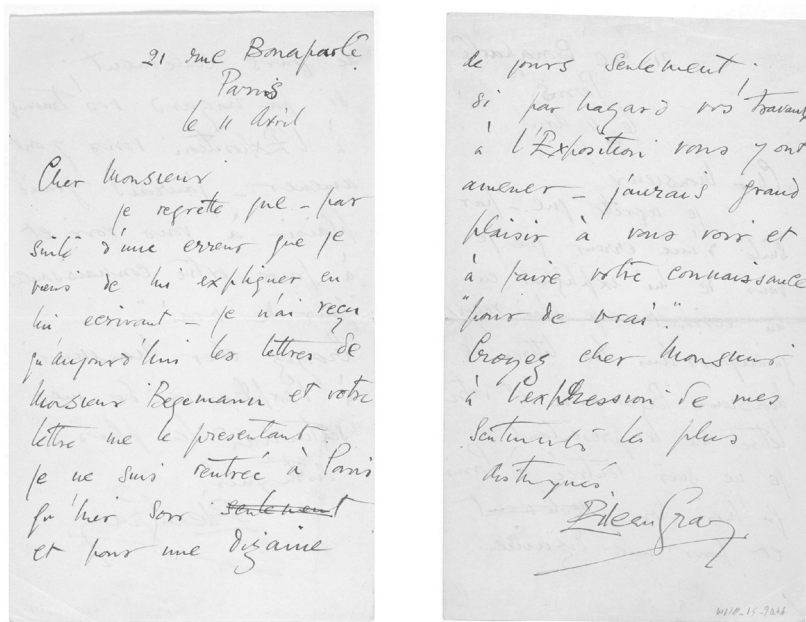 21 rue Bonaparte
Paris
le 11 Avril
Cher Monsieur
je regrette que – par
suite d'une erreur que je
viens de lui expliquer en
lui ecrivant – je n'ai reçu
qu'aujourd'hui les lettres de
Monsieur Begemann et votre
lettre me le presentant
je ne suis rentrée à Paris
qu'hier soir seulement
et pour une dizaine
de jours seulement ;
si par hazard vos travaux
à l'Exposition vous y ont
amener – j'aurais grand
plaisir à vous voir et
à faire votre connaissance
"pour de vrai".
Croyez cher Monsieur
à l'expression de mes
sentiments les plus
distingués
Eileen Gray